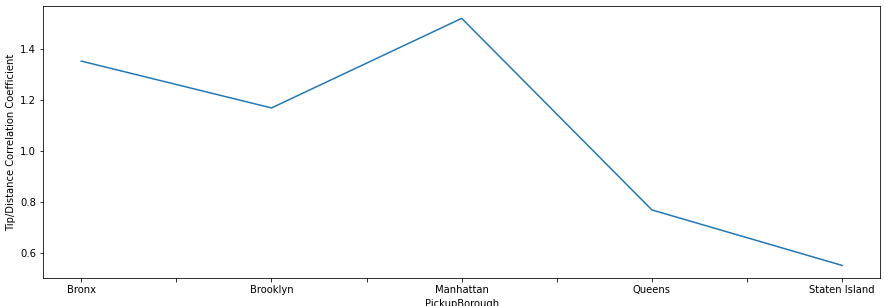 Tip/Distance Correlation Coefficient
1.4
1.2
1.0
0.8
0.6
Bronx Brooklyn Manhattan Queens Staten Island
PickupBorough